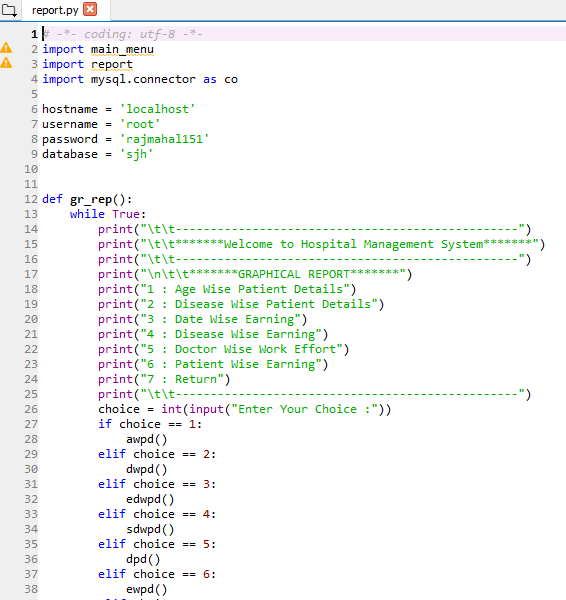 report.py
1 # -*- coding: utf-8 -*-
2 import main_menu
3 import report
4 import mysql.connector as co
5
6 hostname = 'localhost'
7 username = 'root'
8 password = 'rajmahal151'
9 database = 'sjh'
10
11
12 def gr_rep():
13     while True:
14         print("\t\t-------------------------------------------------")
15         print("\t\t*******Welcome to Hospital Management System*******")
16         print("\t\t-------------------------------------------------")
17         print("\n\t\t*******GRAPHICAL REPORT*******")
18         print("1 : Age Wise Patient Details")
19         print("2 : Disease Wise Patient Details")
20         print("3 : Date Wise Earning")
21         print("4 : Disease Wise Earning")
22         print("5 : Doctor Wise Work Effort")
23         print("6 : Patient Wise Earning")
24         print("7 : Return")
25         print("\t\t-------------------------------------------------")
26         choice = int(input("Enter Your Choice :"))
27         if choice == 1:
28             awpd()
29         elif choice == 2:
30             dwpd()
31         elif choice == 3:
32             edwpd()
33         elif choice == 4:
34             sdwpd()
35         elif choice == 5:
36             dpd()
37         elif choice == 6:
38             ewpd()